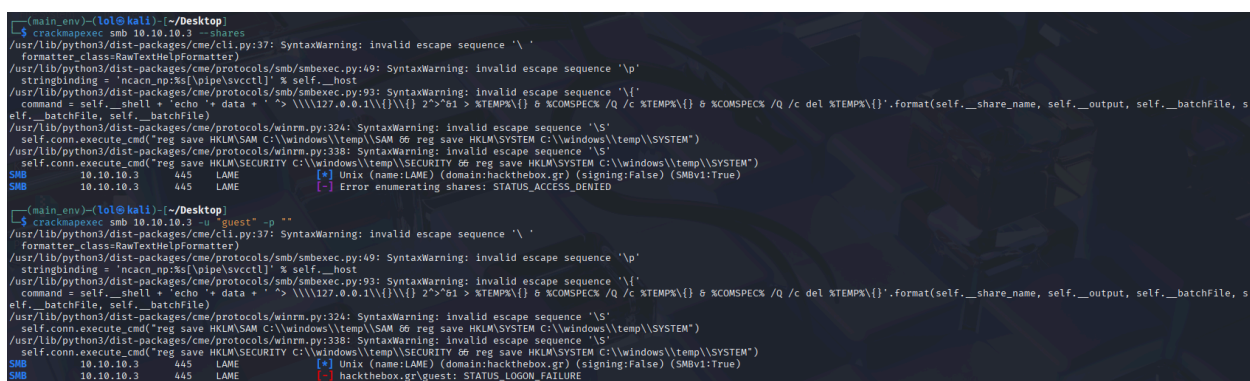 ┌──(main_env)─(lol㉿kali)-[~/Desktop]
└─$ crackmapexec smb 10.10.10.3 --shares
/usr/lib/python3/dist-packages/cme/cli.py:37: SyntaxWarning: invalid escape sequence '\ '
  formatter_class=RawTextHelpFormatter)
/usr/lib/python3/dist-packages/cme/protocols/smb/smbexec.py:49: SyntaxWarning: invalid escape sequence '\p'
  stringbinding = 'ncacn_np:%s[\pipe\svcctl]' % self.__host
/usr/lib/python3/dist-packages/cme/protocols/smb/smbexec.py:93: SyntaxWarning: invalid escape sequence '\{'
  command = self.__shell + 'echo '+ data + ' ^> \\\\127.0.0.1\\{}\\{} 2^>^&1 > %TEMP%\{} & %COMSPEC% /Q /c %TEMP%\{} & %COMSPEC% /Q /c del %TEMP%\{}'.format(self.__share_name, self.__output, self.__batchFile, s
elf.__batchFile, self.__batchFile)
/usr/lib/python3/dist-packages/cme/protocols/winrm.py:324: SyntaxWarning: invalid escape sequence '\S'
  self.conn.execute_cmd("reg save HKLM\SAM C:\\windows\\temp\\SAM && reg save HKLM\SYSTEM C:\\windows\\temp\\SYSTEM")
/usr/lib/python3/dist-packages/cme/protocols/winrm.py:338: SyntaxWarning: invalid escape sequence '\S'
  self.conn.execute_cmd("reg save HKLM\SECURITY C:\\windows\\temp\\SECURITY && reg save HKLM\SYSTEM C:\\windows\\temp\\SYSTEM")
SMB         10.10.10.3      445    LAME             [*] Unix (name:LAME) (domain:hackthebox.gr) (signing:False) (SMBv1:True)
SMB         10.10.10.3      445    LAME             [-] Error enumerating shares: STATUS_ACCESS_DENIED
┌──(main_env)─(lol㉿kali)-[~/Desktop]
└─$ crackmapexec smb 10.10.10.3 -u "guest" -p ""
/usr/lib/python3/dist-packages/cme/cli.py:37: SyntaxWarning: invalid escape sequence '\ '
  formatter_class=RawTextHelpFormatter)
/usr/lib/python3/dist-packages/cme/protocols/smb/smbexec.py:49: SyntaxWarning: invalid escape sequence '\p'
  stringbinding = 'ncacn_np:%s[\pipe\svcctl]' % self.__host
/usr/lib/python3/dist-packages/cme/protocols/smb/smbexec.py:93: SyntaxWarning: invalid escape sequence '\{'
  command = self.__shell + 'echo '+ data + ' ^> \\\\127.0.0.1\\{}\\{} 2^>^&1 > %TEMP%\{} & %COMSPEC% /Q /c %TEMP%\{} & %COMSPEC% /Q /c del %TEMP%\{}'.format(self.__share_name, self.__output, self.__batchFile, s
elf.__batchFile, self.__batchFile)
/usr/lib/python3/dist-packages/cme/protocols/winrm.py:324: SyntaxWarning: invalid escape sequence '\S'
  self.conn.execute_cmd("reg save HKLM\SAM C:\\windows\\temp\\SAM && reg save HKLM\SYSTEM C:\\windows\\temp\\SYSTEM")
/usr/lib/python3/dist-packages/cme/protocols/winrm.py:338: SyntaxWarning: invalid escape sequence '\S'
  self.conn.execute_cmd("reg save HKLM\SECURITY C:\\windows\\temp\\SECURITY && reg save HKLM\SYSTEM C:\\windows\\temp\\SYSTEM")
SMB         10.10.10.3      445    LAME             [*] Unix (name:LAME) (domain:hackthebox.gr) (signing:False) (SMBv1:True)
SMB         10.10.10.3      445    LAME             [-] hackthebox.gr\guest: STATUS_LOGON_FAILURE